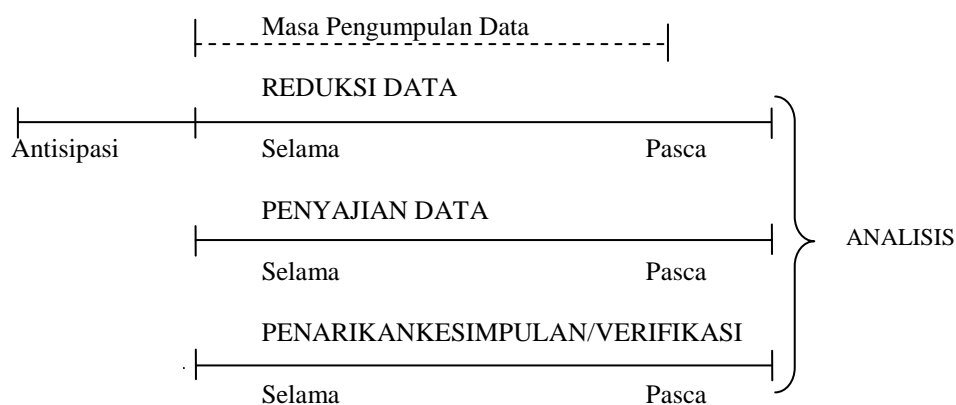 Masa Pengumpulan Data
REDUKSI DATA
Antisipasi Selama Pasca
PENYAJIAN DATA
ANALISIS
Selama Pasca
PENARIKANKESIMPULAN/VERIFIKASI
Selama Pasca